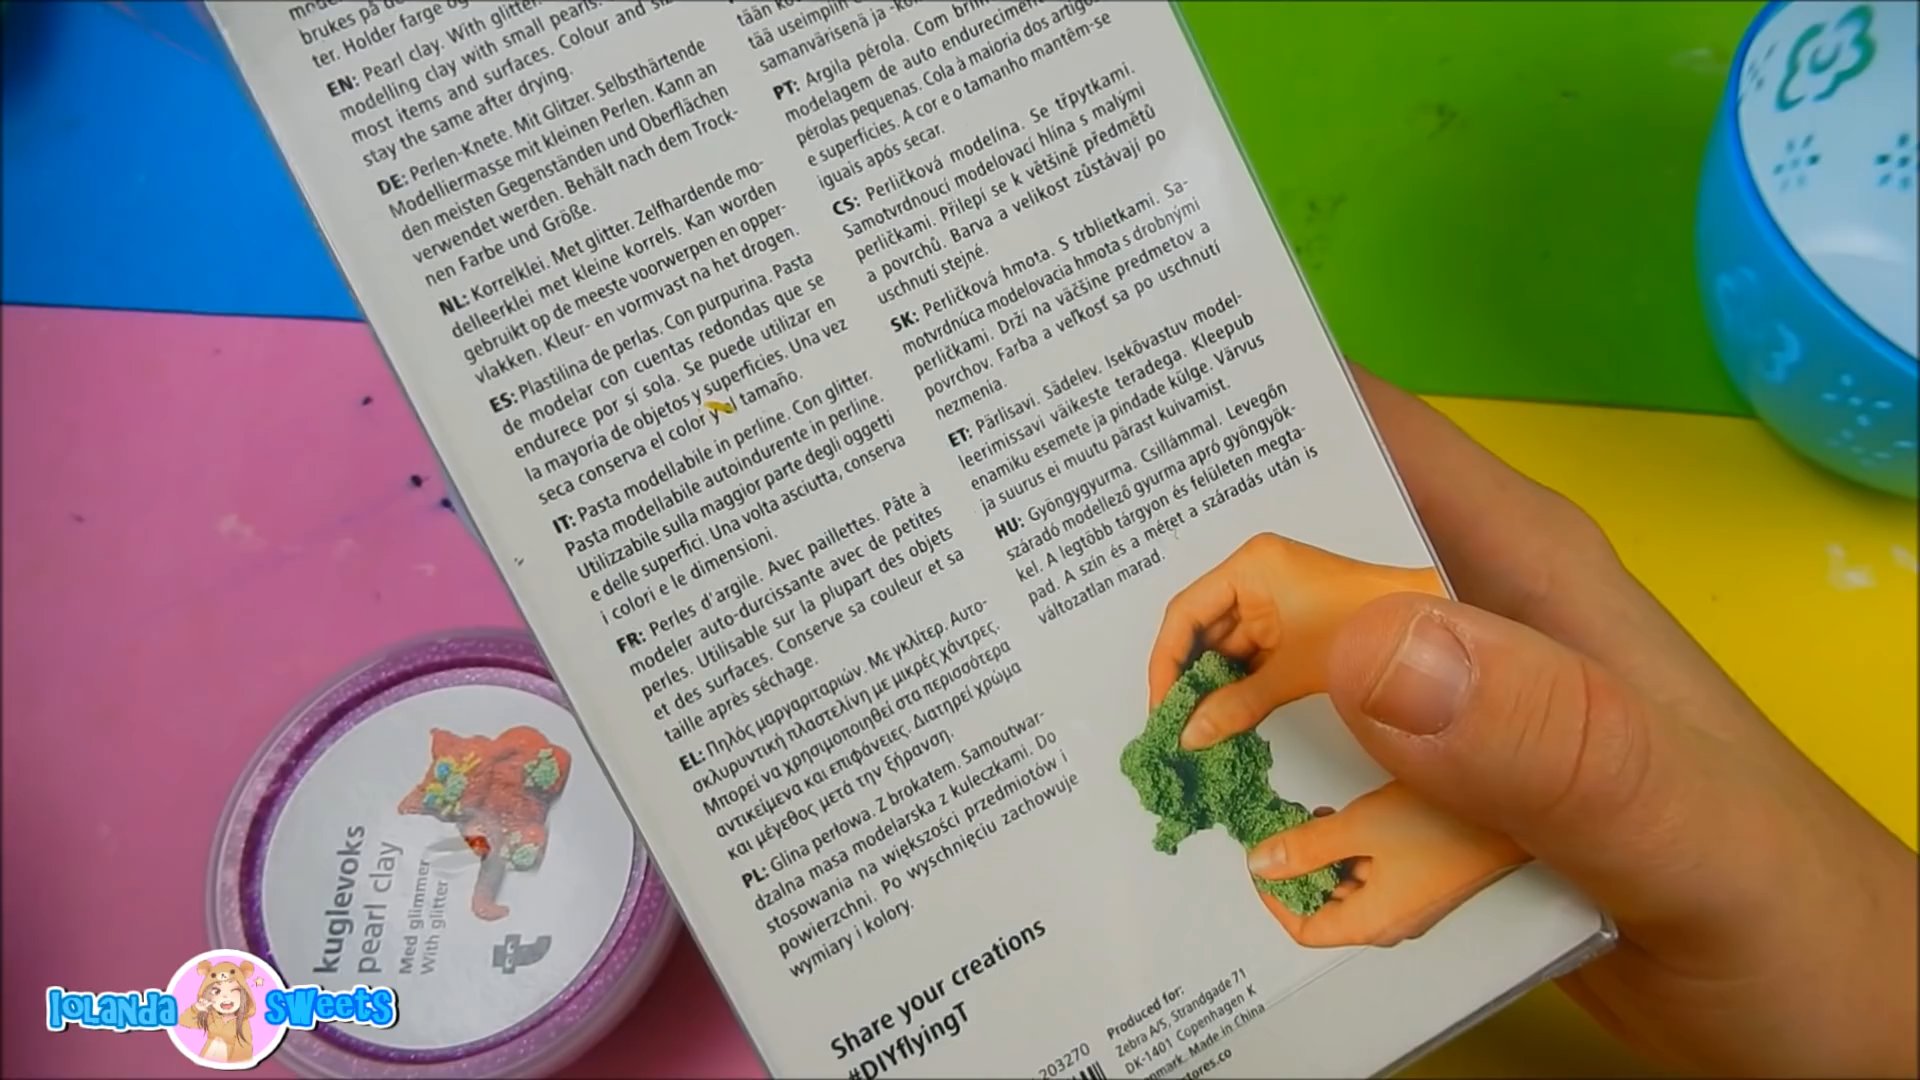 brukes på
ter. Holder farge og
EN: Pearl clay. With glitter.
modelling clay with small pearls.
most items and surfaces. Colour and
stay the same after drying.
DE: Perlen-Knete. Mit Glitzer. Selbsthärtende
Modelliermasse mit kleinen Perlen. Kann an
den meisten Gegenständen und Oberflächen
verwendet werden. Behält nach dem Trock-
nen Farbe und Größe.
NL: Korrelklei. Met glitter. Zelfhardende mo-
delleerklei met kleine korrels. Kan worden
gebruikt op de meeste voorwerpen en opper-
vlakken. Kleur- en vormvast na het drogen.
ES: Plastilina de perlas. Con purpurina. Pasta
de modelar con cuentas redondas que se
endurece por sí sola. Se puede utilizar en
la mayoría de objetos y superficies. Una vez
seca conserva el color y el tamaño.
IT: Pasta modellabile in perline. Con glitter.
Pasta modellabile autoindurente in perline.
Utilizzabile sulla maggior parte degli oggetti
e delle superfici. Una volta asciutta, conserva
i colori e le dimensioni.
FR: Perles d'argile. Avec paillettes. Pâte à
modeler auto-durcissante avec de petites
perles. Utilisable sur la plupart des objets
et des surfaces. Conserve sa couleur et sa
taille après séchage.
EL: Πηλός μαργαριταριών. Με γκλίτερ. Αυτο-
σκληρυντική πλαστελίνη με μικρές χάντρες.
Μπορεί να χρησιμοποιηθεί στα περισσότερα
αντικείμενα και επιφάνειες. Διατηρεί χρώμα
και μέγεθος μετά την ξήρανση.
PL: Glina perłowa. Z brokatem. Samoutwar-
dzalna masa modelarska z kuleczkami. Do
stosowania na większości przedmiotów i
powierzchni. Po wyschnięciu zachowuje
wymiary i kolory.
tään
tää useimpiin
samanvärisenä ja
PT: Argila pérola. Com
modelagem de auto
pérolas pequenas. Cola à maioria dos artigos
e superfícies. A cor e o tamanho mantêm-se
iguais após secar.
CS: Perličková modelína. Se třpytkami.
Samotvrdnoucí modelovací hlína s malými
perličkami. Přilepí se k většině předmětů
a povrchů. Barva a velikost zůstávají po
uschnutí stejné.
SK: Perličková hmota. S trblietkami. Sa-
motvrdnúca modelovacia hmota s drobnými
perličkami. Drží na väčšine predmetov a
povrchov. Farba a veľkosť sa po uschnutí
nezmenia.
ET: Pärlisavi. Sädelev. Isekõvastuv model-
leerimissavi väikeste teradega. Kleepub
enamiku esemete ja pindade külge. Värvus
ja suurus ei muutu pärast kuivamist.
HU: Gyöngygyurma. Csillámmal. Levegőn
száradó modellező gyurma apró gyöngyök-
kel. A legtöbb tárgyon és felületen megta-
pad. A szín és a méret a száradás után is
változatlan marad.
Share your creations
#DIYflyingT
203270
Produced for:
Zebra A/S, Strandgade 71
DK-1401 Copenhagen K
Made in China
kuglevoks
pearl clay
Med glimmer
With glitter
Iolanda Sweets